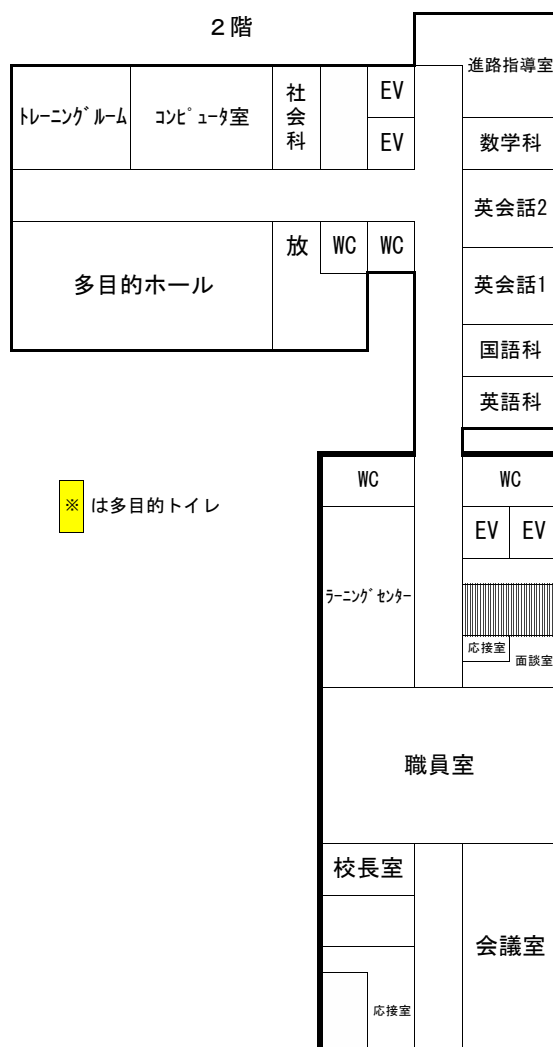 2階
進路指導室
トレーニングルーム
コンピュータ室
社会科
EV
EV
数学科
英会話2
多目的ホール
放
WC
WC
英会話1
国語科
英語科
※は多目的トイレ
WC
WC
EV
EV
ラーニングセンター
応接室
面談室
職員室
校長室
会議室
応接室